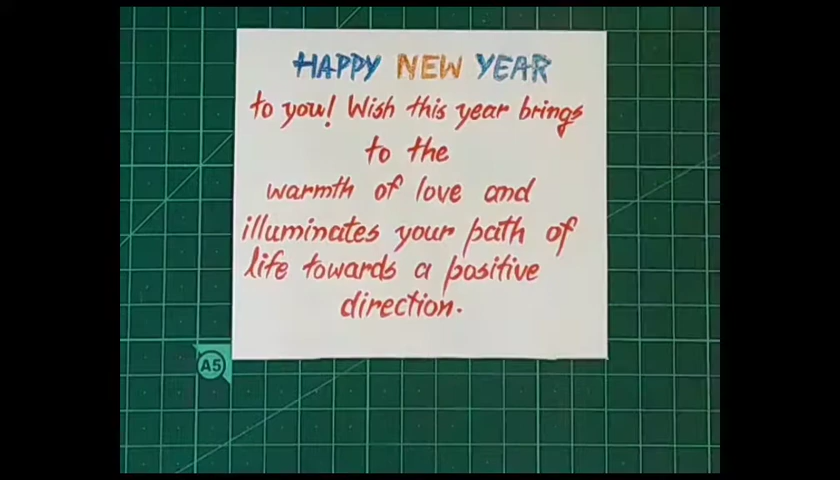 HAPPY NEW YEAR
to you! Wish this year brings
to the
warmth of love and
illuminates your path of
life towards a positive
direction.
A5